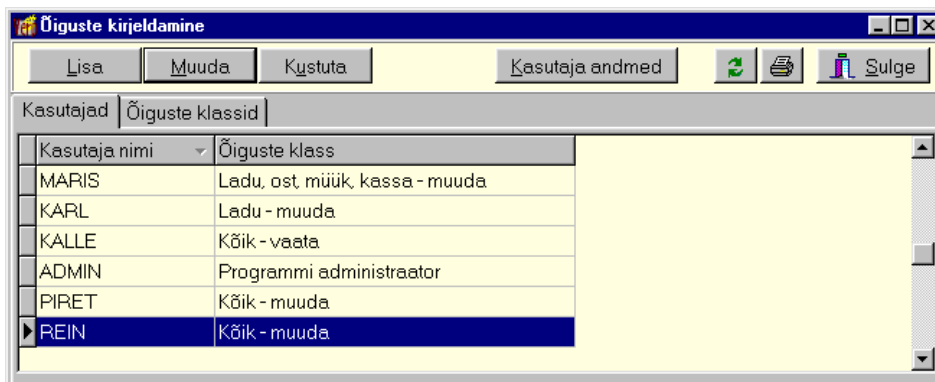 Õiguste kirjeldamine
Lisa Muuda Kustuta Kasutaja andmed Sulge
Kasutajad Õiguste klassid
Kasutaja nimi Õiguste klass
MARIS Ladu, ost, müük, kassa - muuda
KARL Ladu - muuda
KALLE Kõik - vaata
ADMIN Programmi administraator
PIRET Kõik - muuda
REIN Kõik - muuda